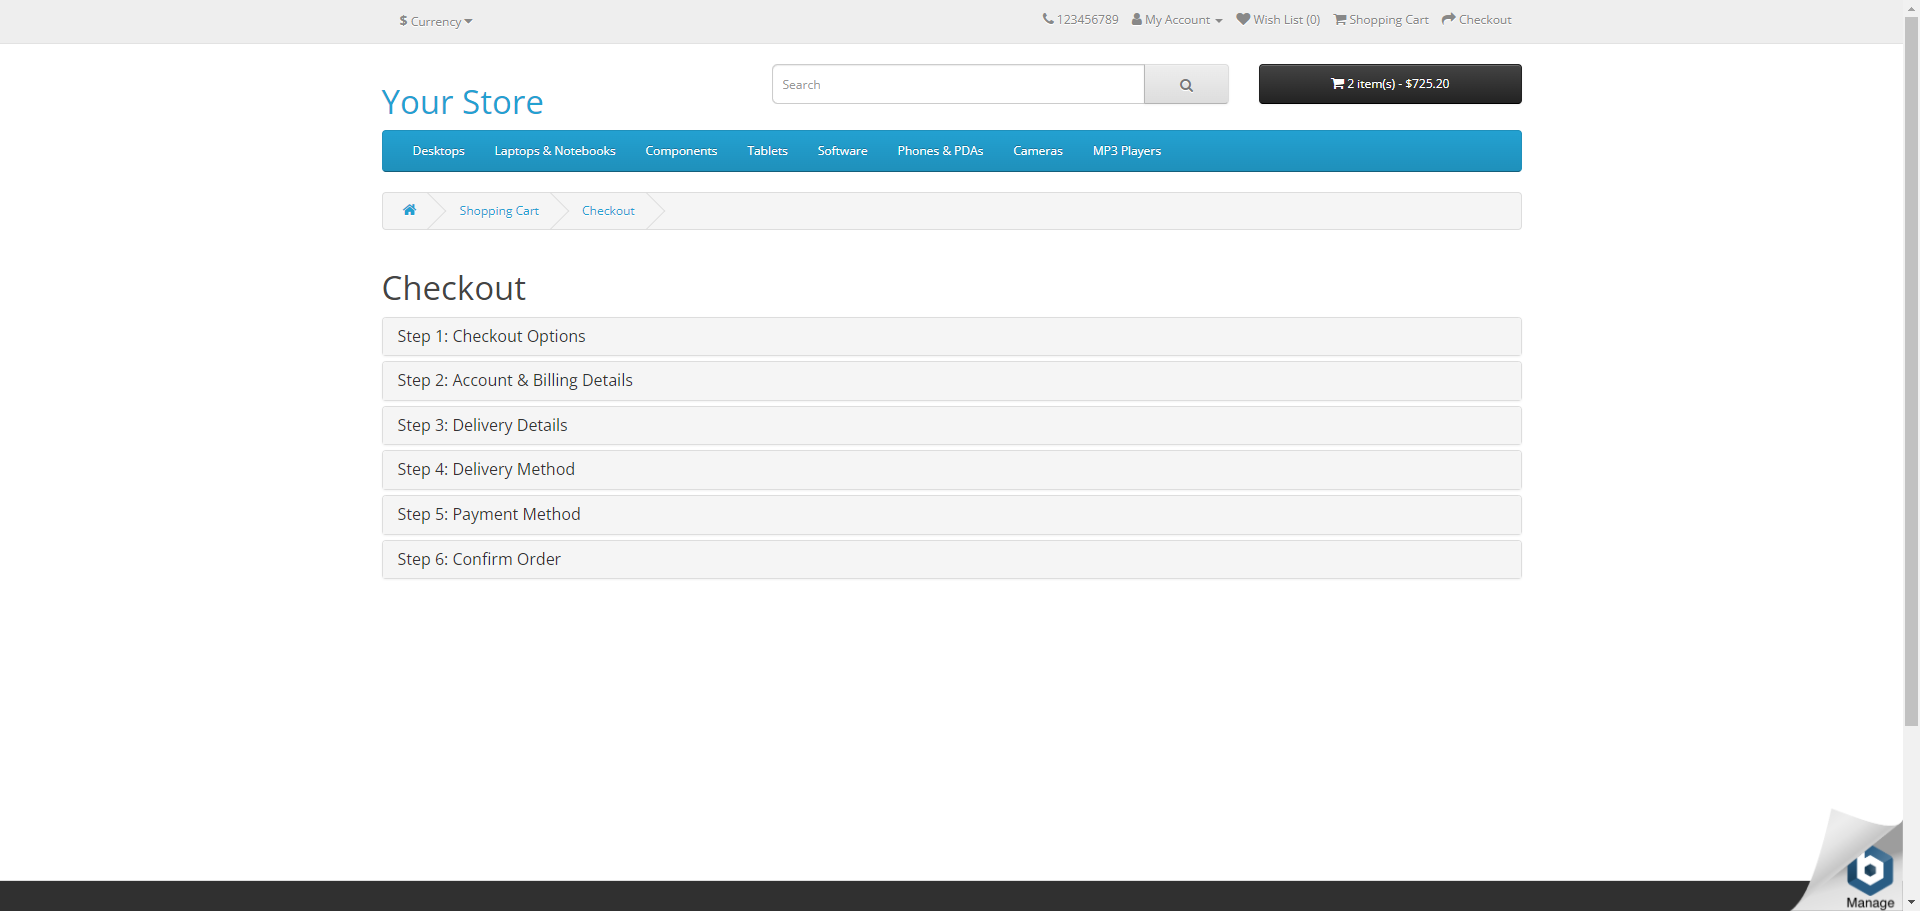 $ Currency
123456789 My Account Wish List (0) Shopping Cart Checkout
Your Store
Search
2 item(s) - $725.20
Desktops Laptops & Notebooks Components Tablets Software Phones & PDAs Cameras MP3 Players
Shopping Cart Checkout
Checkout
Step 1: Checkout Options
Step 2: Account & Billing Details
Step 3: Delivery Details
Step 4: Delivery Method
Step 5: Payment Method
Step 6: Confirm Order
b
Manage